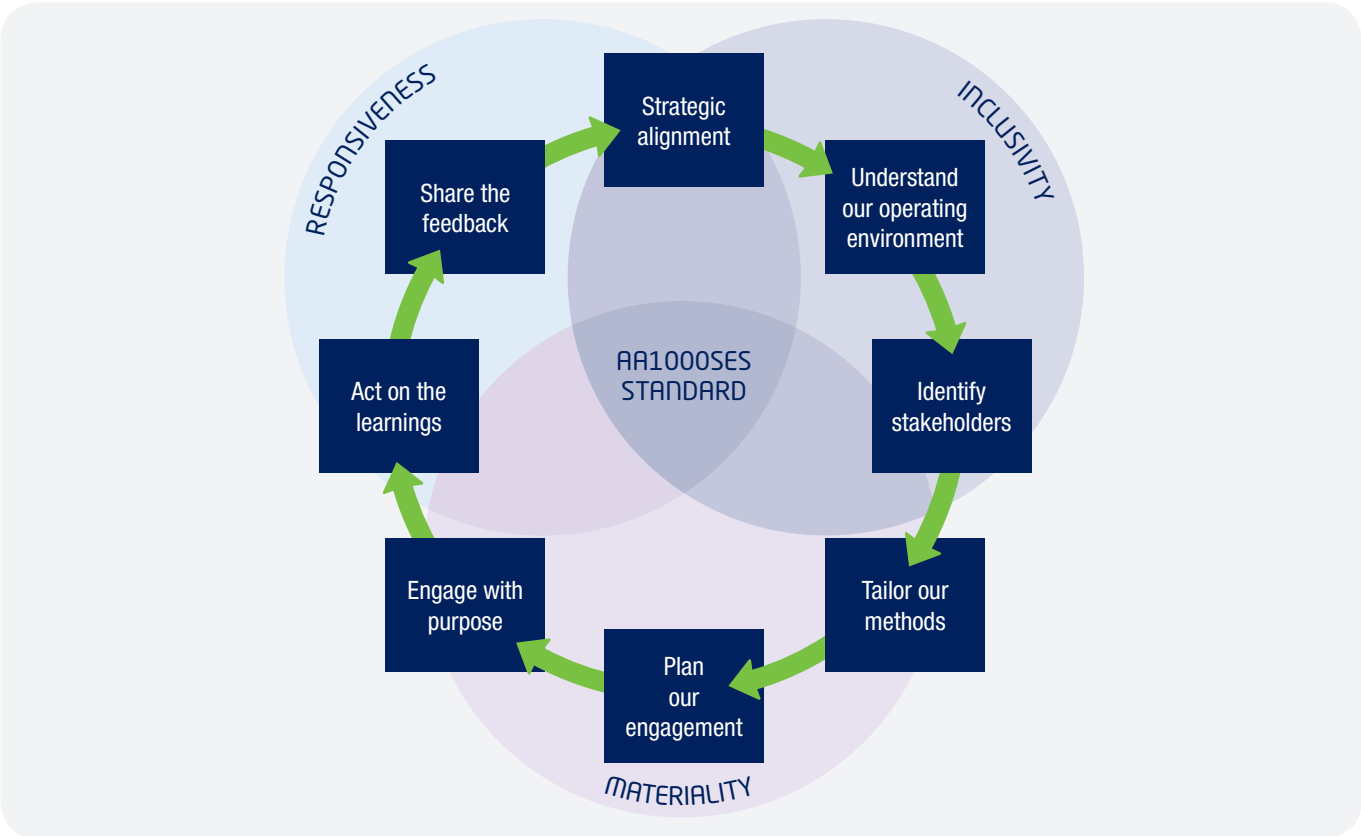 RESPONSIVENESS
INCLUSIVITY
Strategic
alignment
Understand
our operating
environment
Share the
feedback
AA1000SES
STANDARD
Act on the
learnings
Identify
stakeholders
Engage with
purpose
Tailor our
methods
Plan
our
engagement
MATERIALITY